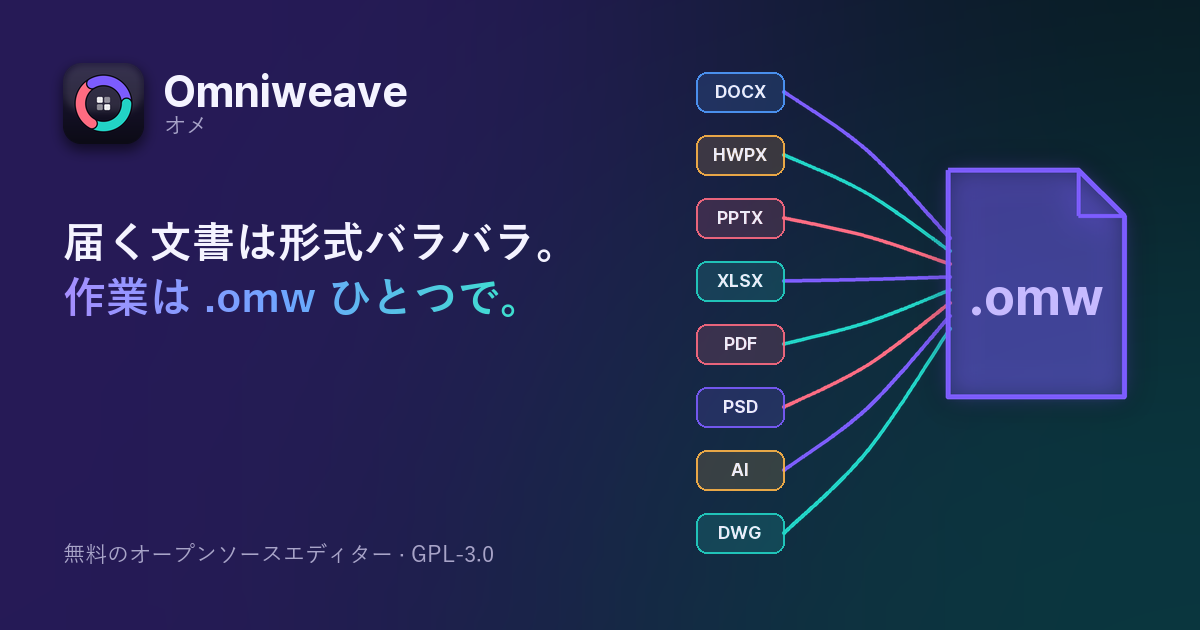 Omniweave
オメ
届く文書は形式バラバラ。
作業は .omw ひとつで。
無料のオープンソースエディター · GPL-3.0
DOCX
HWPX
PPTX
XLSX
PDF
PSD
AI
DWG
.omw